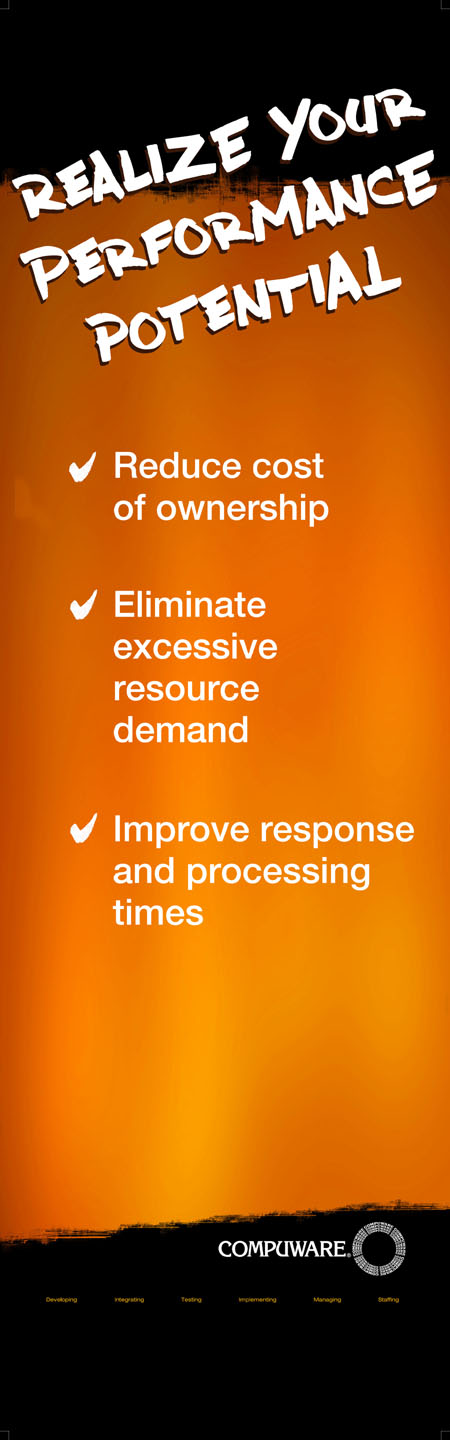 REALIZE YOUR
PERFORMANCE
POTENTIAL
Reduce cost
of ownership
Eliminate
excessive
resource
demand
Improve response
and processing
times
COMPUWARE®
Developing Integrating Testing Implementing Managing Staffing